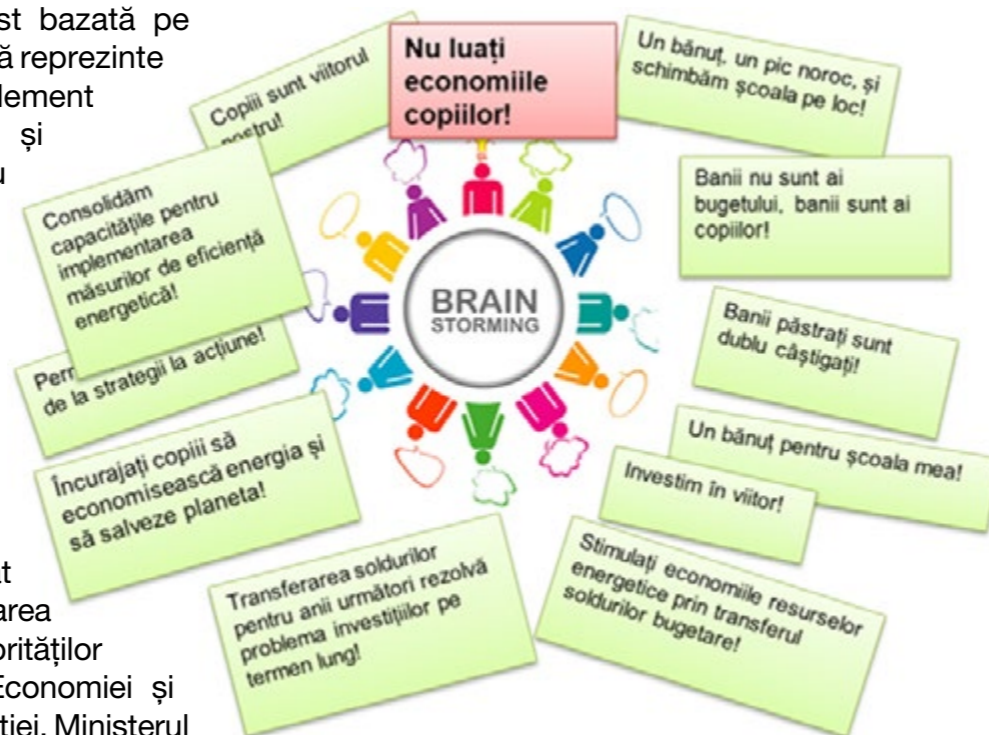 st bazată pe
ă reprezinte
lement
și
u
Copiii sunt viitorul
nostru!
Nu luați
economiile
copiilor!
Un bănuț, un pic noroc, și
schimbăm școala pe loc!
Consolidăm
capacitățile pentru
implementarea
măsurilor de eficiență
energetică!
Banii nu sunt ai
bugetului, banii sunt ai
copiilor!
BRAIN
STORMING
de la strategii la acțiune!
Banii păstrați sunt
dublu câștigați!
Încurajați copiii să
economisească energia și
să salveze planeta!
Un bănuț pentru școala mea!
Investim în viitor!
Transferarea soldurilor
pentru anii următori rezolvă
problema investițiilor pe
termen lung!
Stimulați economiile resurselor
energetice prin transferul
soldurilor bugetare!
at
area
orităților
Economiei și
ției, Ministerul